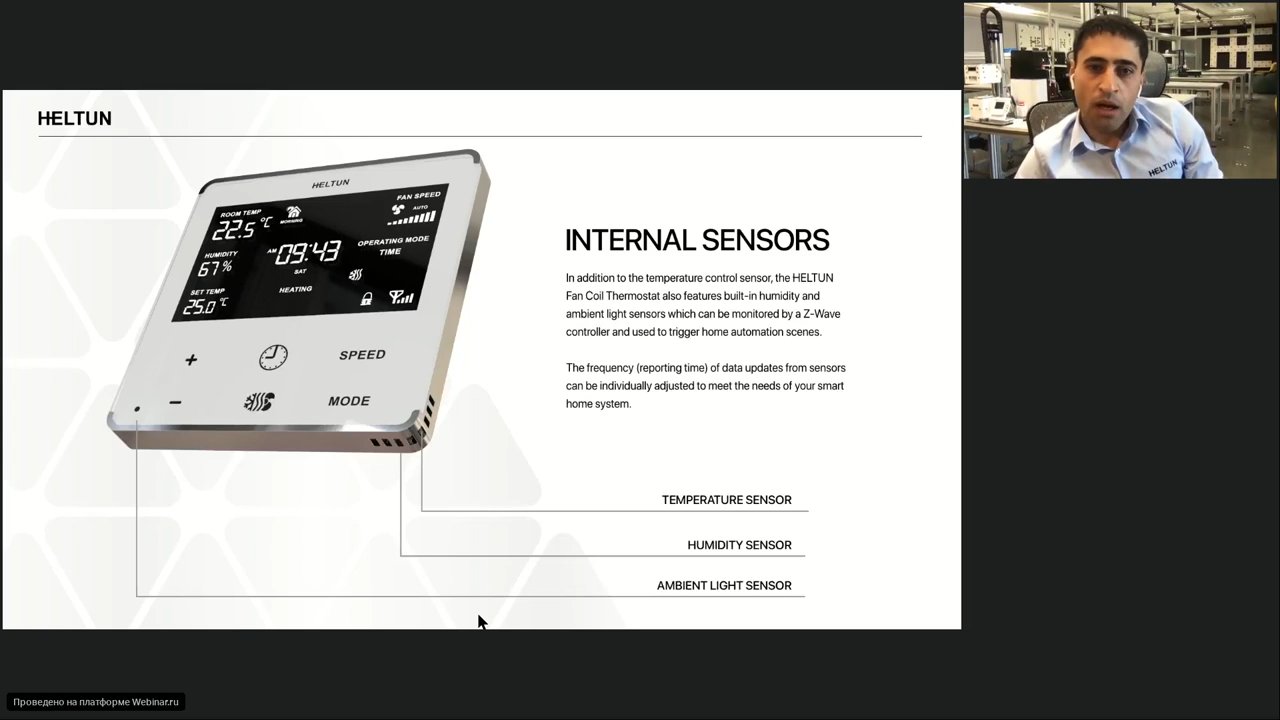 HELTUN
HELTUN
ROOM TEMP
22.5 °C
MORNING
FAN SPEED
AUTO
HUMIDITY
67 %
AM 09:43
SAT
OPERATING MODE
TIME
SET TEMP
25.0 °C
HEATING
+
SPEED
−
MODE
INTERNAL SENSORS
In addition to the temperature control sensor, the HELTUN
Fan Coil Thermostat also features built-in humidity and
ambient light sensors which can be monitored by a Z-Wave
controller and used to trigger home automation scenes.
The frequency (reporting time) of data updates from sensors
can be individually adjusted to meet the needs of your smart
home system.
TEMPERATURE SENSOR
HUMIDITY SENSOR
AMBIENT LIGHT SENSOR
HELTUN
Проведено на платформе Webinar.ru